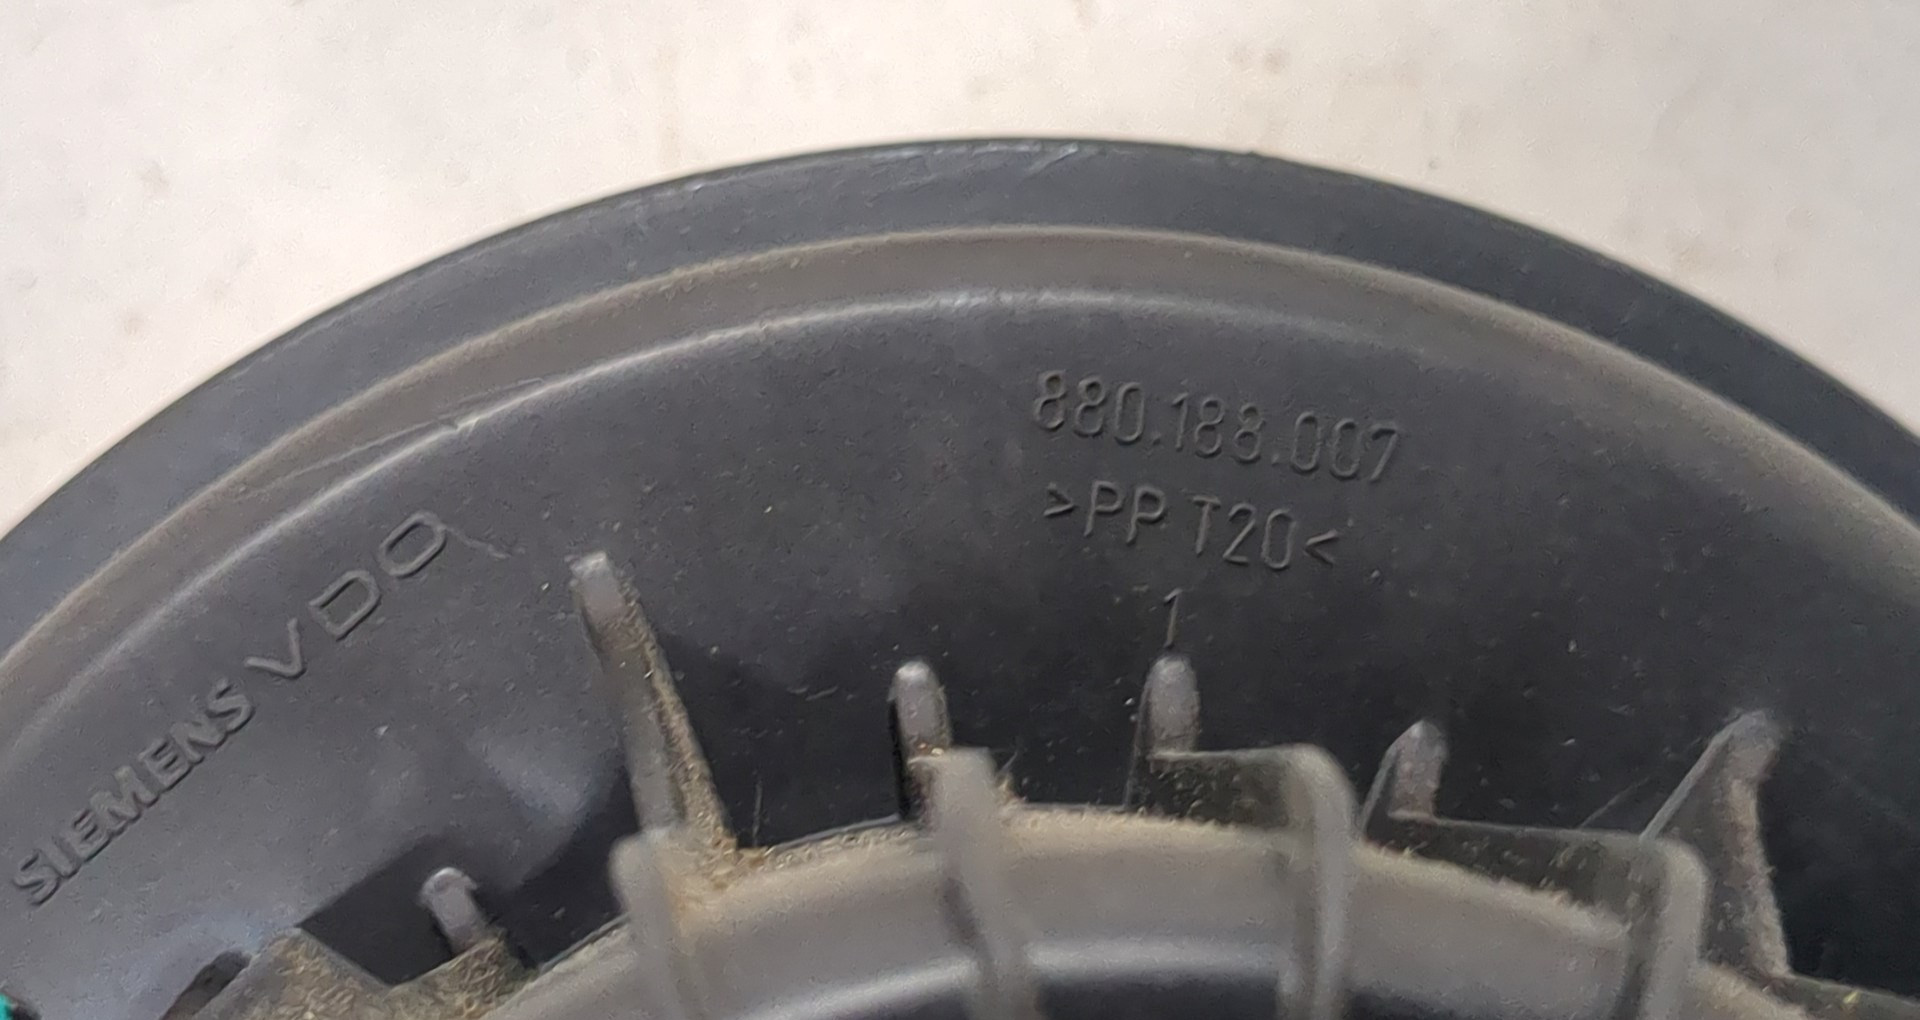 SIEMENS VDO
880.188.007
>PP T20<
1